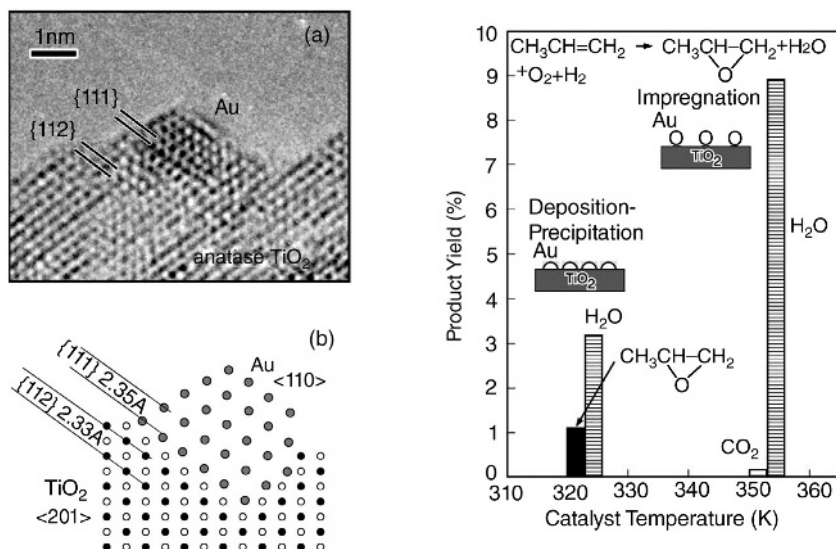 1nm
(a)
{111}
Au
{112}
anatase TiO₂
(b)
{111} 2.35A
{112} 2.33A
Au
<110>
TiO₂
<201>
10
9
8
7
6
5
4
3
2
1
0
Product Yield (%)
CH₃CH=CH₂ → CH₃CH–CH₂+H₂O
O
+O₂+H₂
Impregnation
Au
TiO₂
Deposition-
Precipitation
Au
TiO₂
H₂O
H₂O
CH₃CH–CH₂
O
CO₂
310 320 330 340 350 360
Catalyst Temperature (K)